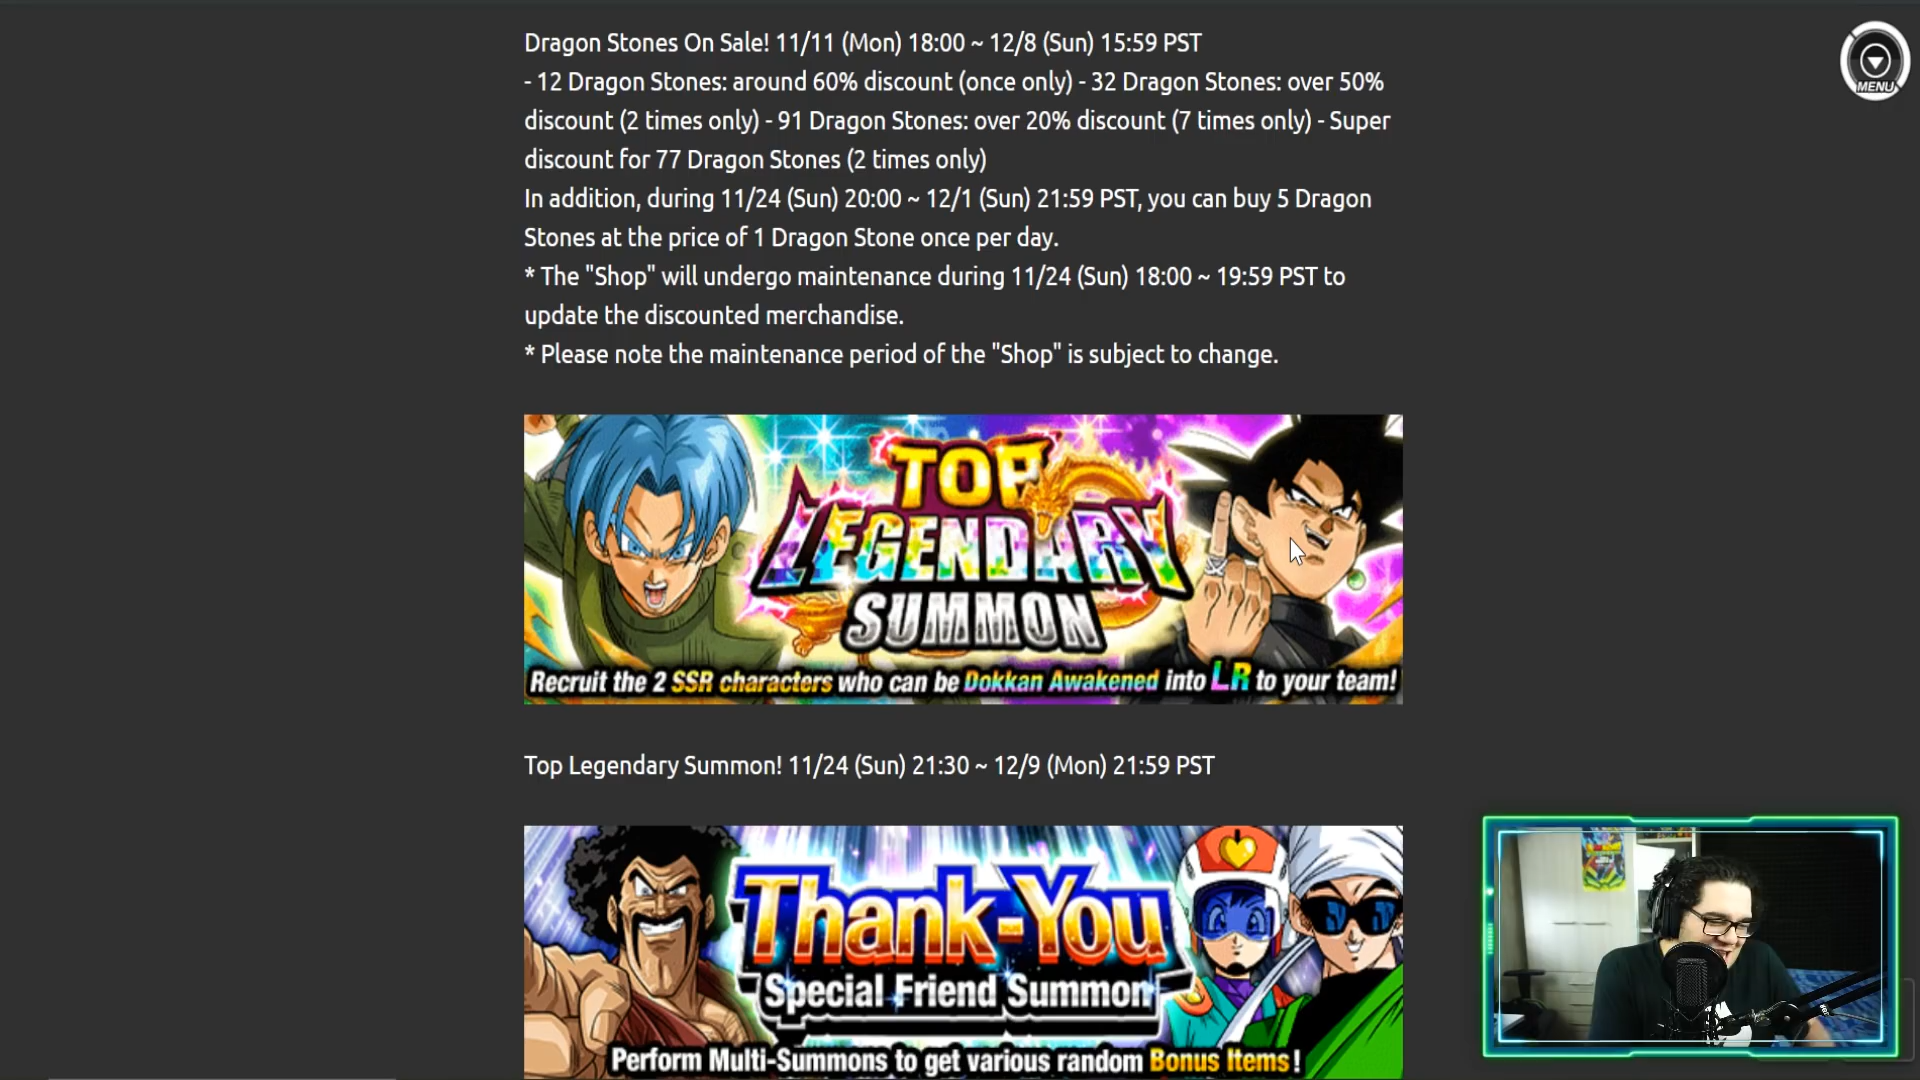 Dragon Stones On Sale! 11/11 (Mon) 18:00 ~ 12/8 (Sun) 15:59 PST
- 12 Dragon Stones: around 60% discount (once only) - 32 Dragon Stones: over 50%
discount (2 times only) - 91 Dragon Stones: over 20% discount (7 times only) - Super
discount for 77 Dragon Stones (2 times only)
In addition, during 11/24 (Sun) 20:00 ~ 12/1 (Sun) 21:59 PST, you can buy 5 Dragon
Stones at the price of 1 Dragon Stone once per day.
* The "Shop" will undergo maintenance during 11/24 (Sun) 18:00 ~ 19:59 PST to
update the discounted merchandise.
* Please note the maintenance period of the "Shop" is subject to change.
MENU
TOP
LEGENDARY
SUMMON
Recruit the 2 SSR characters who can be Dokkan Awakened into LR to your team!
Top Legendary Summon! 11/24 (Sun) 21:30 ~ 12/9 (Mon) 21:59 PST
Thank-You
Special Friend Summon
Perform Multi-Summons to get various random Bonus Items!